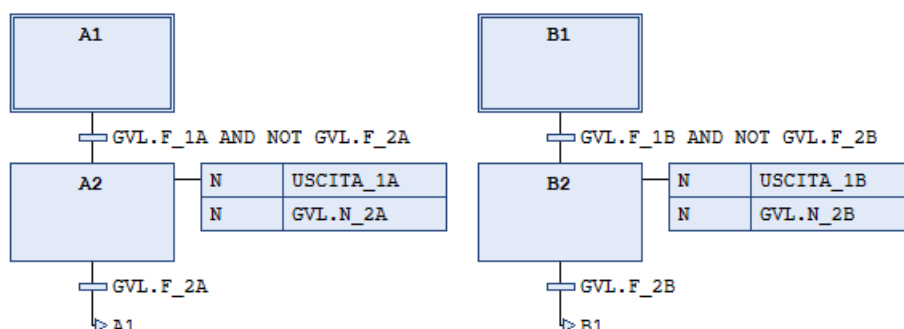 A1
B1
GVL.F_1A AND NOT GVL.F_2A
GVL.F_1B AND NOT GVL.F_2B
A2
N USCITA_1A
N GVL.N_2A
B2
N USCITA_1B
N GVL.N_2B
GVL.F_2A
GVL.F_2B
A1
B1